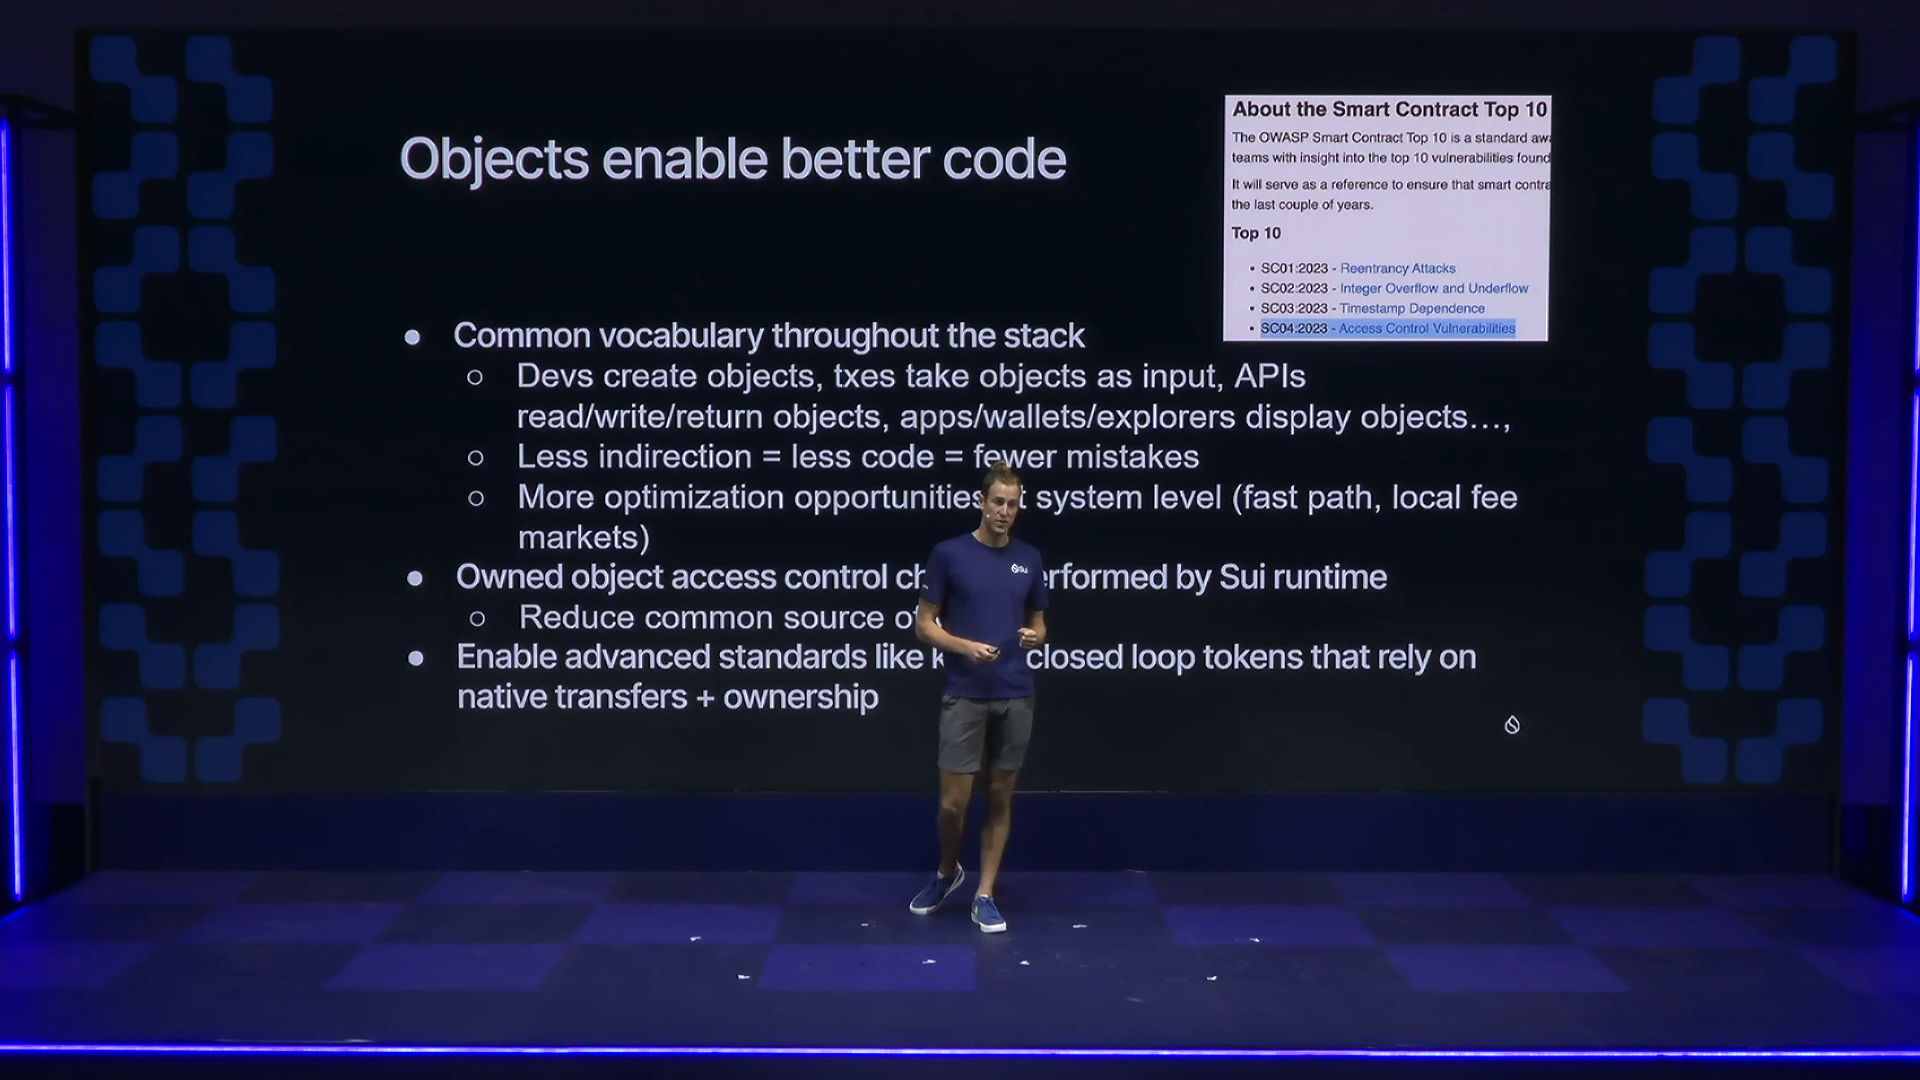 Objects enable better code
About the Smart Contract Top 10
The OWASP Smart Contract Top 10 is a standard
teams with insight into the top 10 vulnerabilities found
It will serve as a reference to ensure that smart
the last couple of years.
Top 10
• SC01:2023 - Reentrancy Attacks
• SC02:2023 - Integer Overflow and Underflow
• SC03:2023 - Timestamp Dependence
• SC04:2023 - Access Control Vulnerabilities
● Common vocabulary throughout the stack
○ Devs create objects, txes take objects as input, APIs
read/write/return objects, apps/wallets/explorers display objects...,
○ Less indirection = less code = fewer mistakes
○ More optimization opportunities system level (fast path, local fee
markets)
● Owned object access control by Sui runtime
○ Reduce common source
● Enable advanced standards like closed loop tokens that rely on
native transfers + ownership
Sui